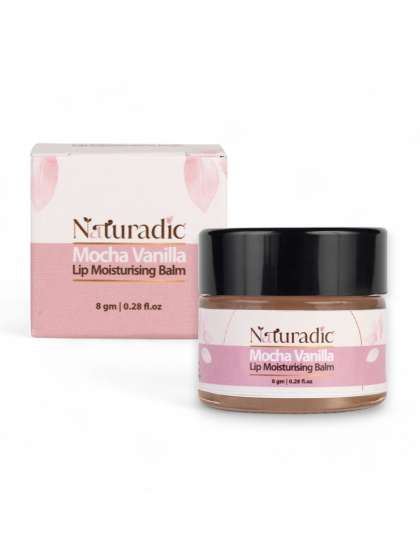 Naturadic
Mocha Vanilla
Lip Moisturising Balm
8 gm | 0.28 fl.oz
Naturadic
Mocha Vanilla
Lip Moisturising Balm
8 gm | 0.28 fl.oz